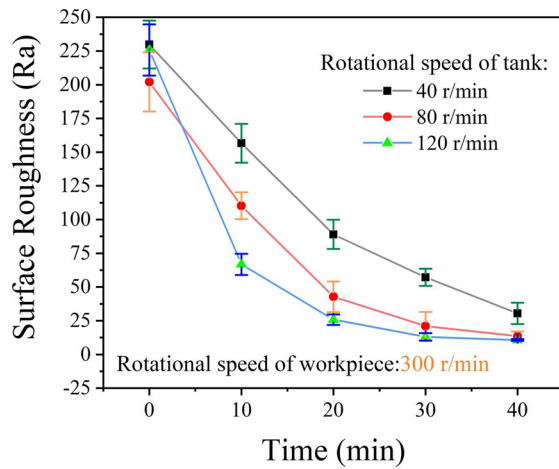 Surface Roughness (Ra)
250
225
200
175
150
125
100
75
50
25
0
-25
Rotational speed of tank:
40 r/min
80 r/min
120 r/min
Rotational speed of workpiece:300 r/min
0 10 20 30 40
Time (min)